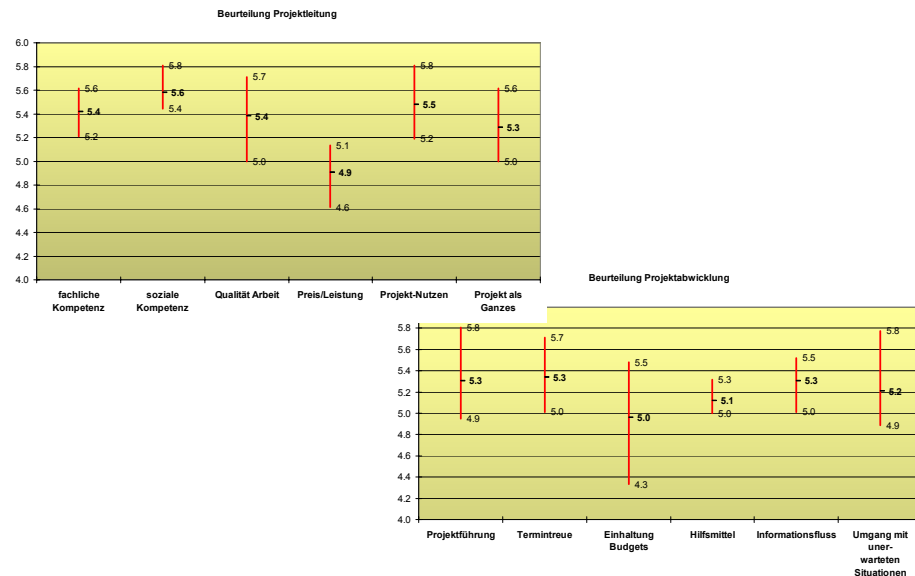 Beurteilung Projektleitung
6.0
5.8
5.6
5.4
5.2
5.0
4.8
4.6
4.4
4.2
4.0
5.6
5.4
5.2
5.8
5.6
5.4
5.7
5.4
5.0
5.1
4.9
4.6
5.8
5.5
5.2
5.6
5.3
5.0
fachliche
Kompetenz
soziale
Kompetenz
Qualität Arbeit
Preis/Leistung
Projekt-Nutzen
Projekt als
Ganzes
Beurteilung Projektabwicklung
5.8
5.6
5.4
5.2
5.0
4.8
4.6
4.4
4.2
4.0
5.8
5.3
4.9
5.7
5.3
5.0
5.5
5.0
4.3
5.3
5.1
5.0
5.5
5.3
5.0
5.8
5.2
4.9
Projektführung
Termintreue
Einhaltung
Budgets
Hilfsmittel
Informationsfluss
Umgang mit
uner-
warteten
Situationen